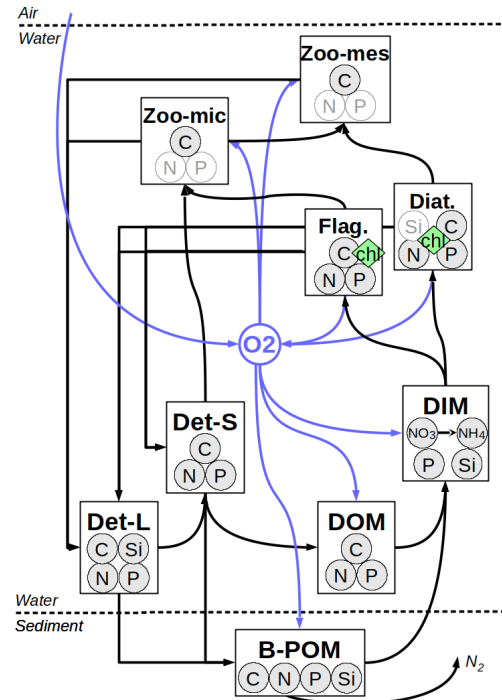 Air
Water
Zoo-mes
C
N P
Zoo-mic
C
N P
Diat.
Si C
chl
N P
Flag.
C chl
N P
O2
DIM
NO3 NH4
P Si
Det-S
C
N P
Det-L
C Si
N P
DOM
C
N P
Water
Sediment
B-POM
C N P Si
N2